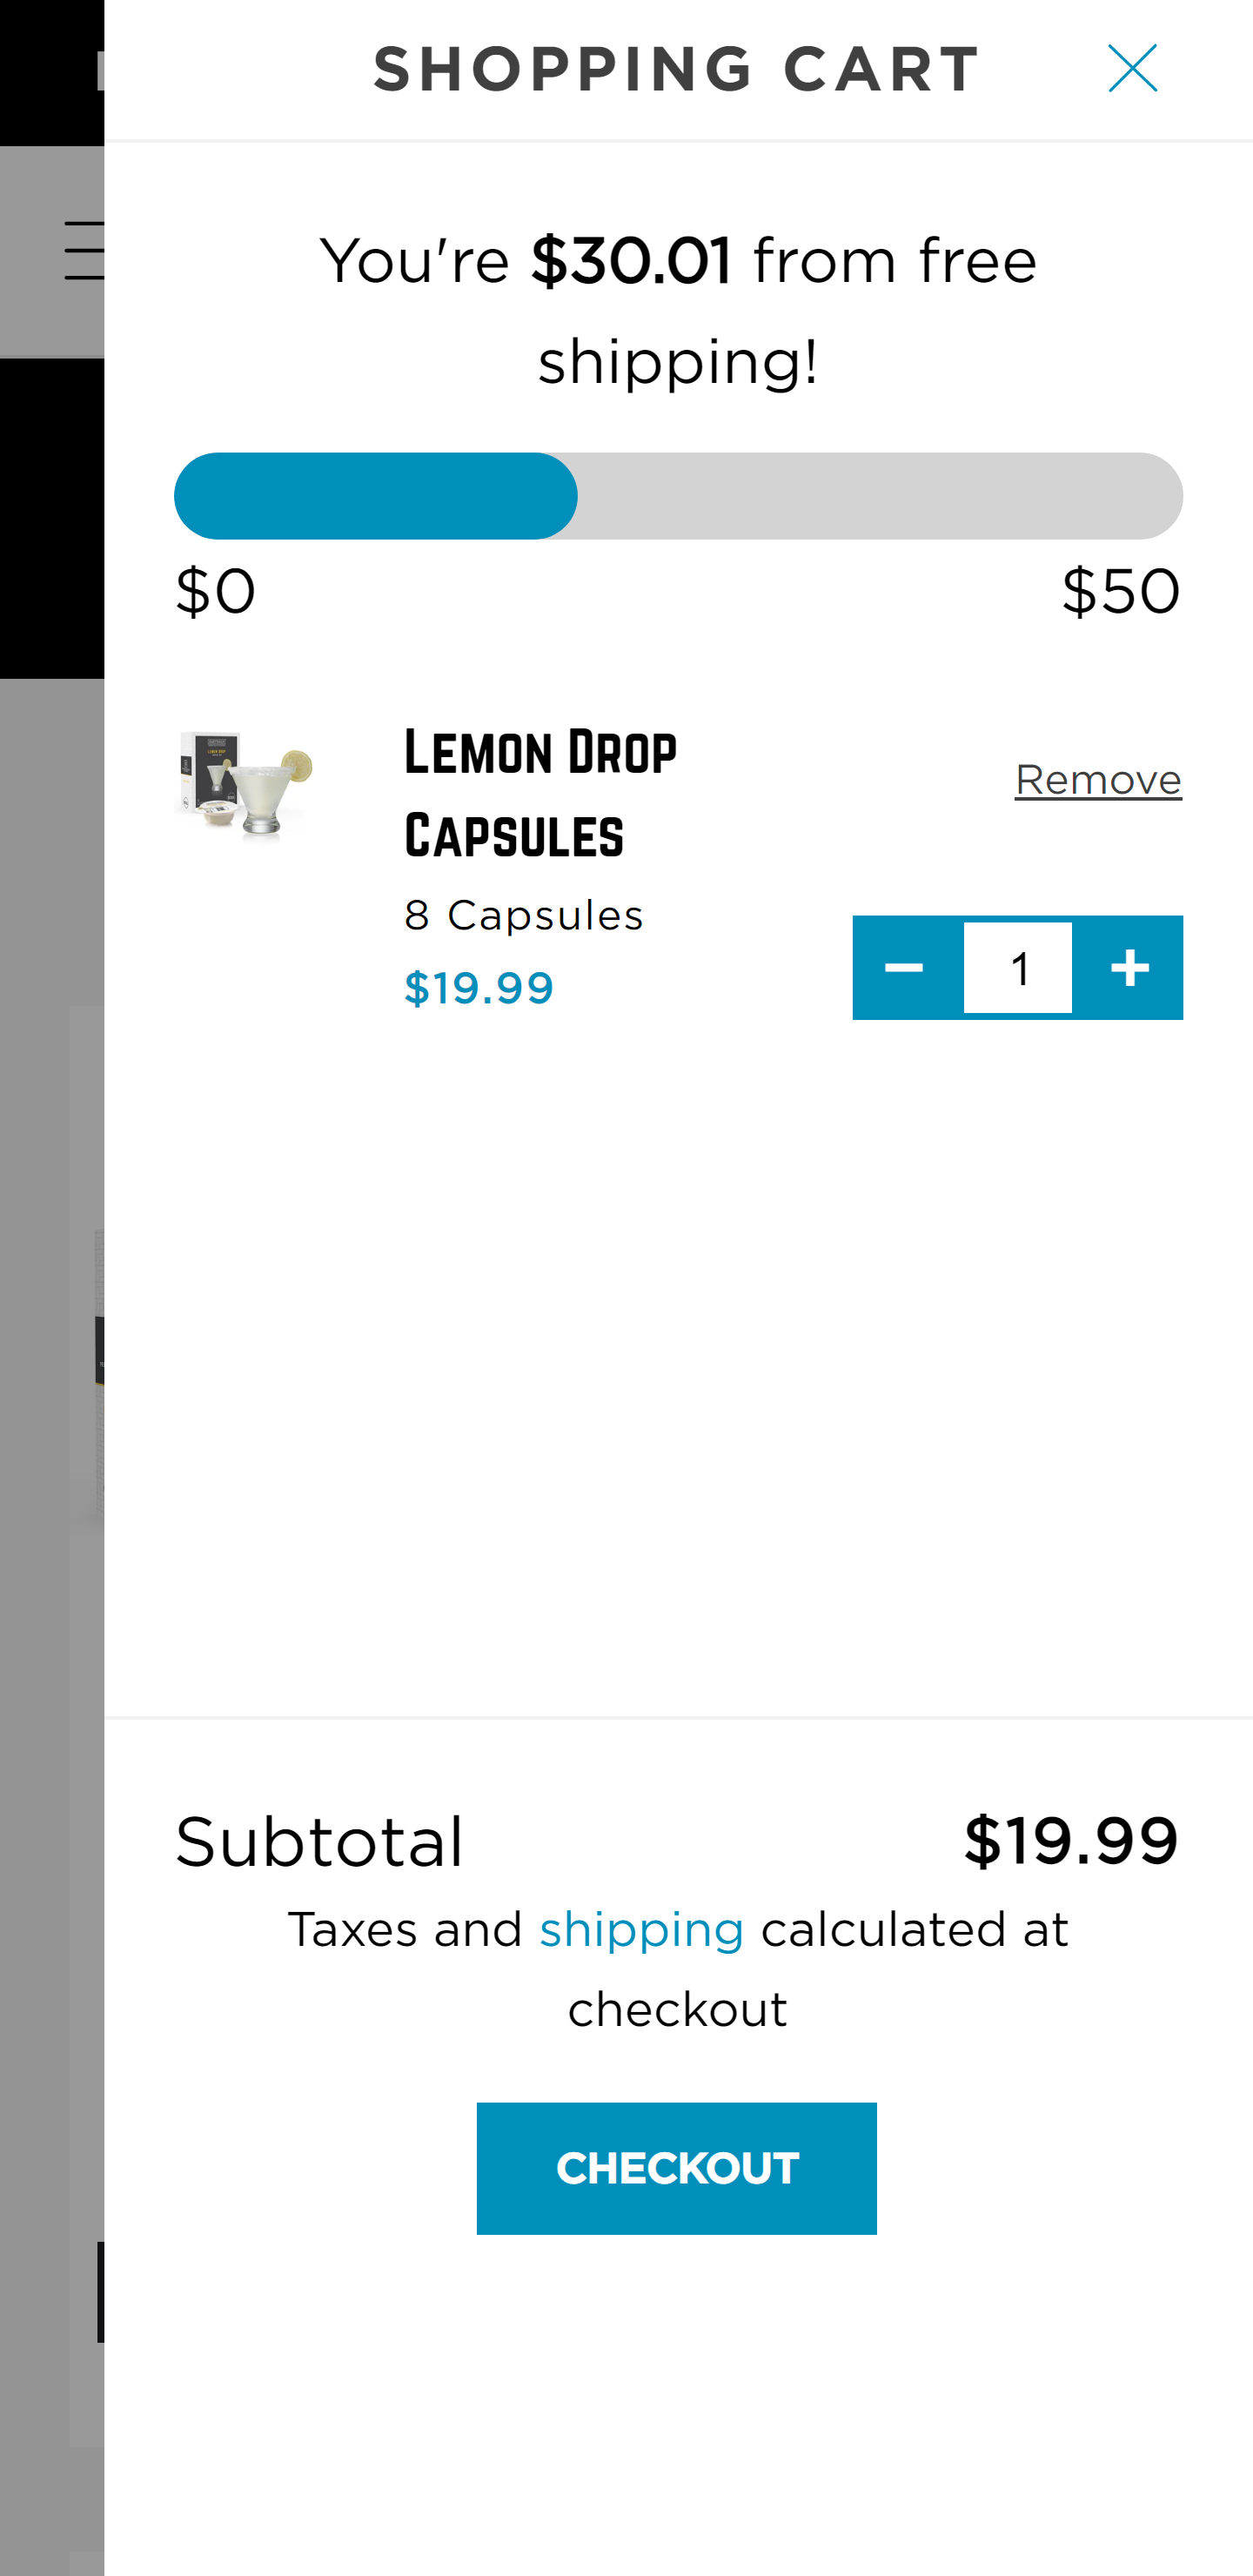 SHOPPING CART
You're $30.01 from free
shipping!
$0 $50
LEMON DROP
CAPSULES
Remove
8 Capsules
$19.99
1
Subtotal $19.99
Taxes and shipping calculated at
checkout
CHECKOUT